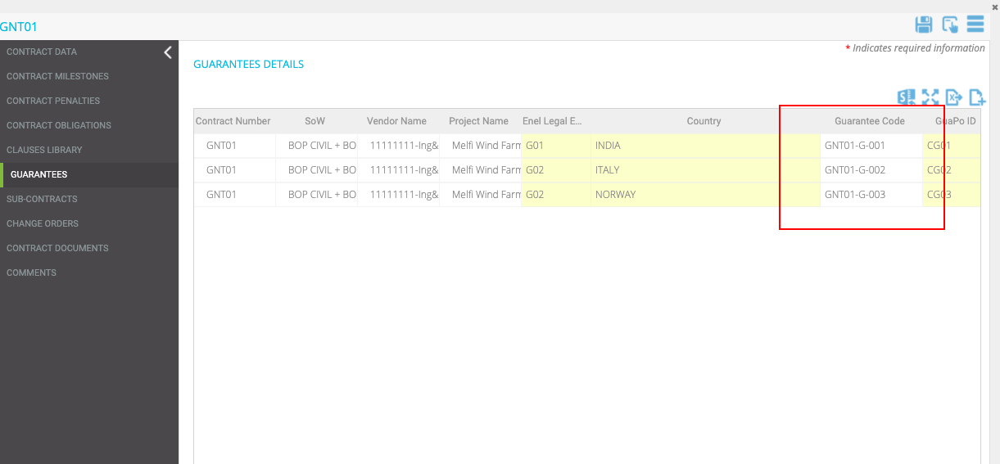 GNT01
* Indicates required information
CONTRACT DATA
CONTRACT MILESTONES
CONTRACT PENALTIES
CONTRACT OBLIGATIONS
CLAUSES LIBRARY
GUARANTEES
SUB-CONTRACTS
CHANGE ORDERS
CONTRACT DOCUMENTS
COMMENTS
GUARANTEES DETAILS
Contract Number SoW Vendor Name Project Name Enel Legal E... Country Guarantee Code GuaPo ID
GNT01 BOP CIVIL + BO 11111111-Ing& Melfi Wind Farm G01 INDIA GNT01-G-001 CG01
GNT01 BOP CIVIL + BO 11111111-Ing& Melfi Wind Farm G02 ITALY GNT01-G-002 CG02
GNT01 BOP CIVIL + BO 11111111-Ing& Melfi Wind Farm G02 NORWAY GNT01-G-003 CG03